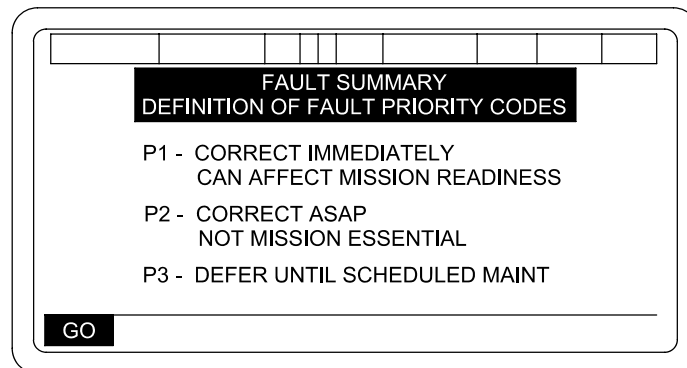 FAULT SUMMARY
DEFINITION OF FAULT PRIORITY CODES
P1 - CORRECT IMMEDIATELY
CAN AFFECT MISSION READINESS
P2 - CORRECT ASAP
NOT MISSION ESSENTIAL
P3 - DEFER UNTIL SCHEDULED MAINT
GO